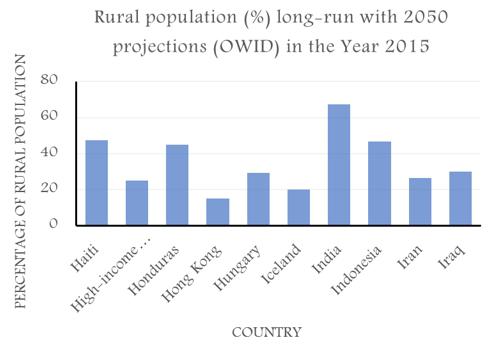 Rural population (%) long-run with 2050
projections (OWID) in the Year 2015
PERCENTAGE OF RURAL POPULATION
80
60
40
20
0
Haiti
High-income…
Honduras
Hong Kong
Hungary
Iceland
India
Indonesia
Iran
Iraq
COUNTRY